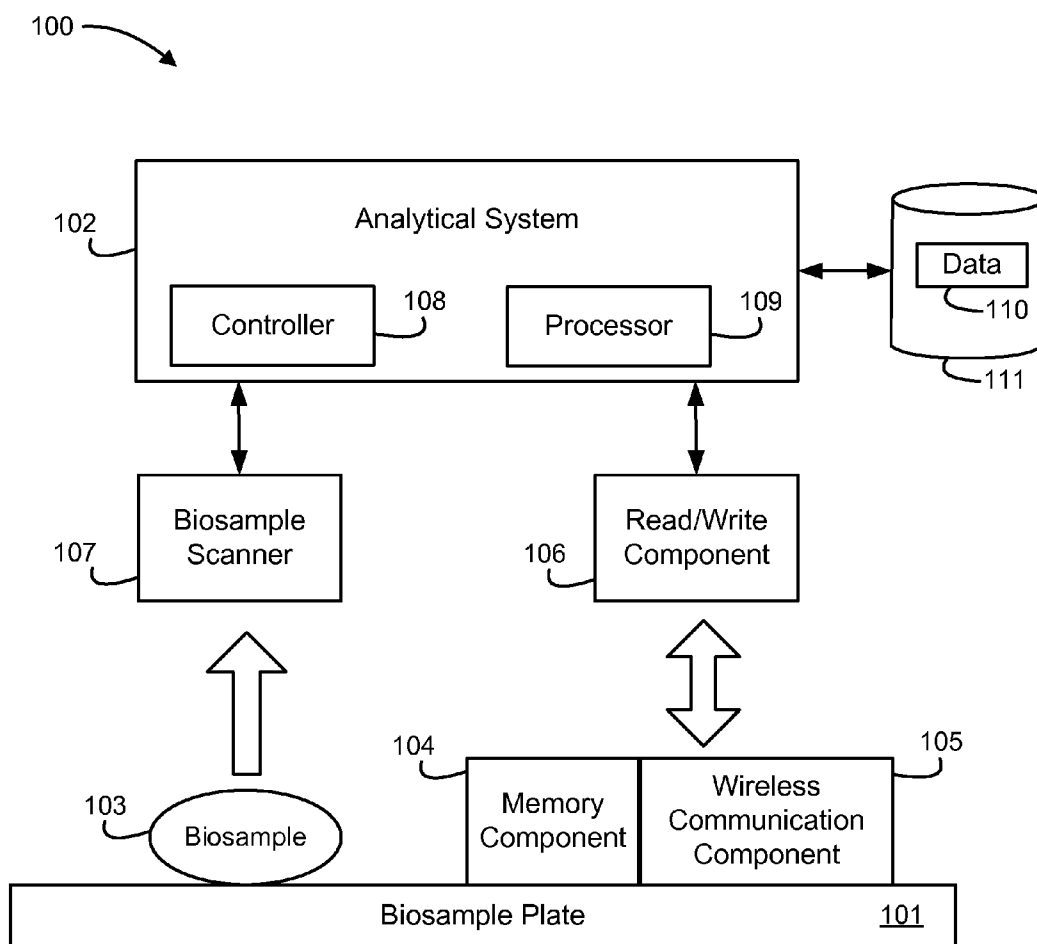 100
Analytical System
102
Data
110
111
Controller
108
Processor
109
Biosample
Scanner
107
Read/Write
Component
106
103
Biosample
104
Memory
Component
Wireless
Communication
Component
105
Biosample Plate
101